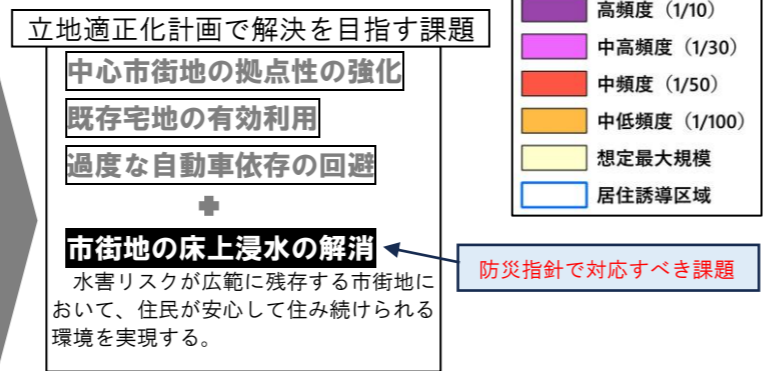 立地適正化計画で解決を目指す課題
中心市街地の拠点性の強化
既存宅地の有効利用
過度な自動車依存の回避
✚
市街地の床上浸水の解消
水害リスクが広範に残存する市街地に
おいて、住民が安心して住み続けられる
環境を実現する。
高頻度（1/10）
中高頻度（1/30）
中頻度（1/50）
中低頻度（1/100）
想定最大規模
居住誘導区域
防災指針で対応すべき課題